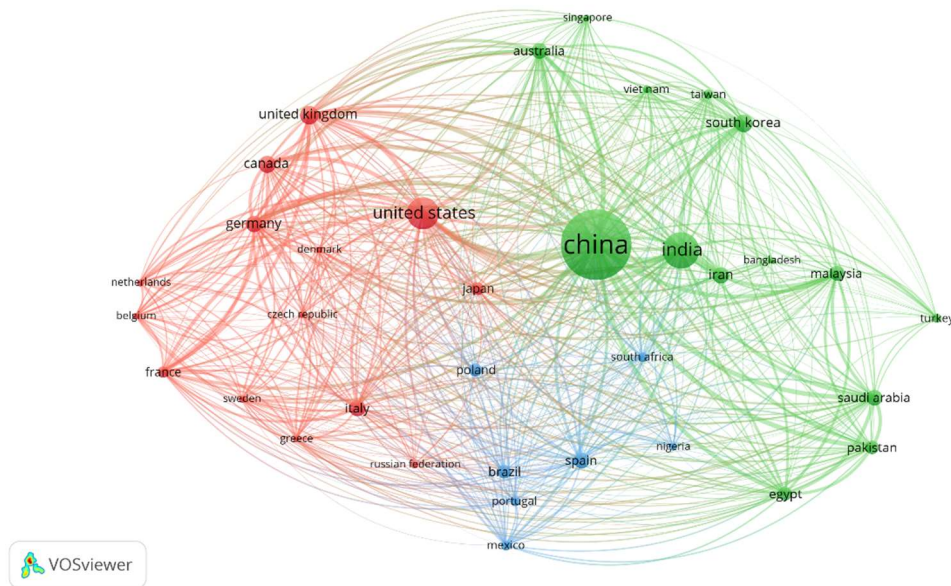 singapore
australia
viet nam
taiwan
united kingdom
south korea
canada
united states
germany
china
india
denmark
bangladesh
iran
malaysia
netherlands
japan
belgium
czech republic
turkey
south africa
france
poland
sweden
saudi arabia
italy
greece
nigeria
pakistan
russian federation
spain
brazil
egypt
portugal
mexico
VOSviewer